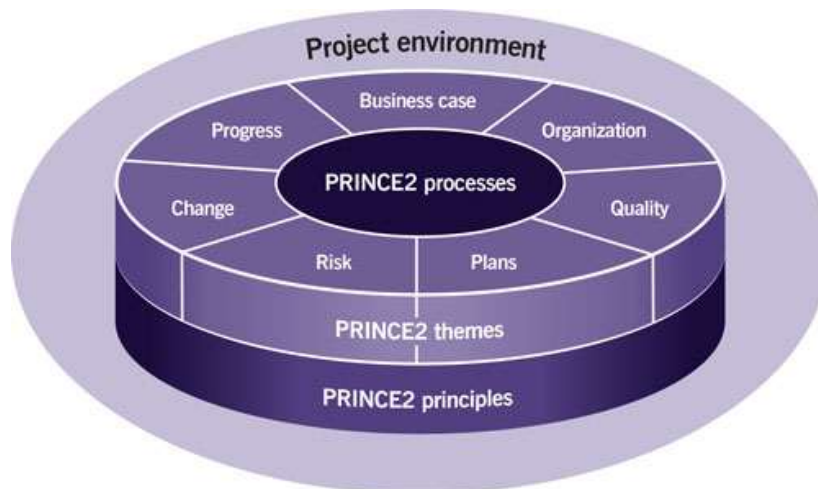 Project environment
Business case
Progress
Organization
PRINCE2 processes
Change
Quality
Risk
Plans
PRINCE2 themes
PRINCE2 principles